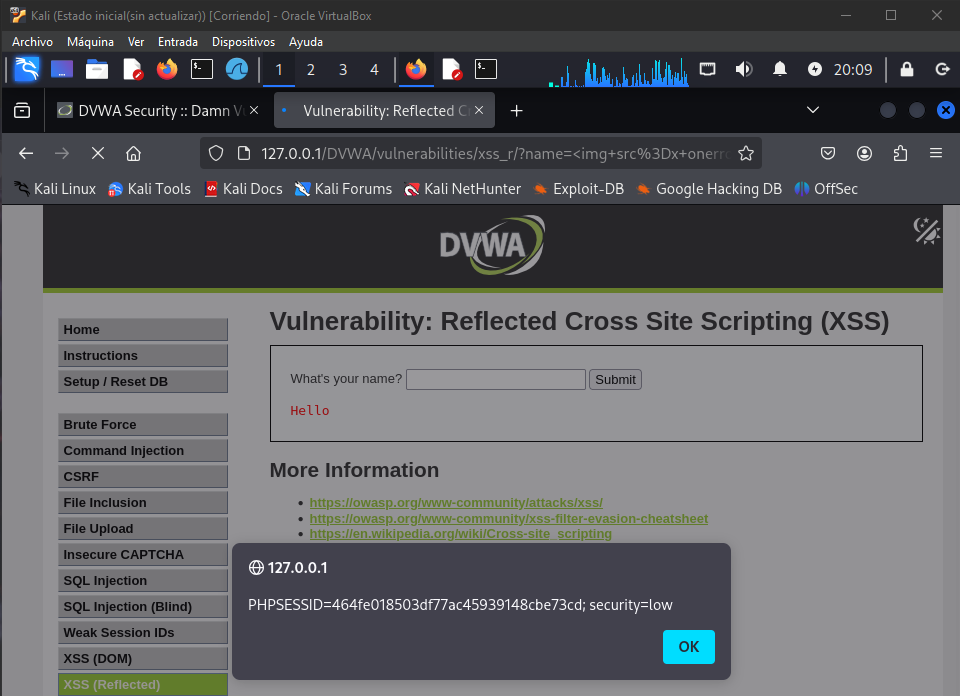 Kali (Estado inicial(sin actualizar)) [Corriendo] - Oracle VirtualBox
Archivo Máquina Ver Entrada Dispositivos Ayuda
1 2 3 4 20:09
DVWA Security :: Damn Vu Vulnerability: Reflected C
127.0.0.1/DVWA/vulnerabilities/xss_r/?name=<img+src%3Dx+onerr
Kali Linux Kali Tools Kali Docs Kali Forums Kali NetHunter Exploit-DB Google Hacking DB OffSec
DVWA
Vulnerability: Reflected Cross Site Scripting (XSS)
Home
Instructions
Setup / Reset DB
Brute Force
Command Injection
CSRF
File Inclusion
File Upload
Insecure CAPTCHA
SQL Injection
SQL Injection (Blind)
Weak Session IDs
XSS (DOM)
XSS (Reflected)
What's your name? Submit
Hello
More Information
https://owasp.org/www-community/attacks/xss/
https://owasp.org/www-community/xss-filter-evasion-cheatsheet
https://en.wikipedia.org/wiki/Cross-site_scripting
127.0.0.1
PHPSESSID=464fe018503df77ac45939148cbe73cd; security=low
OK